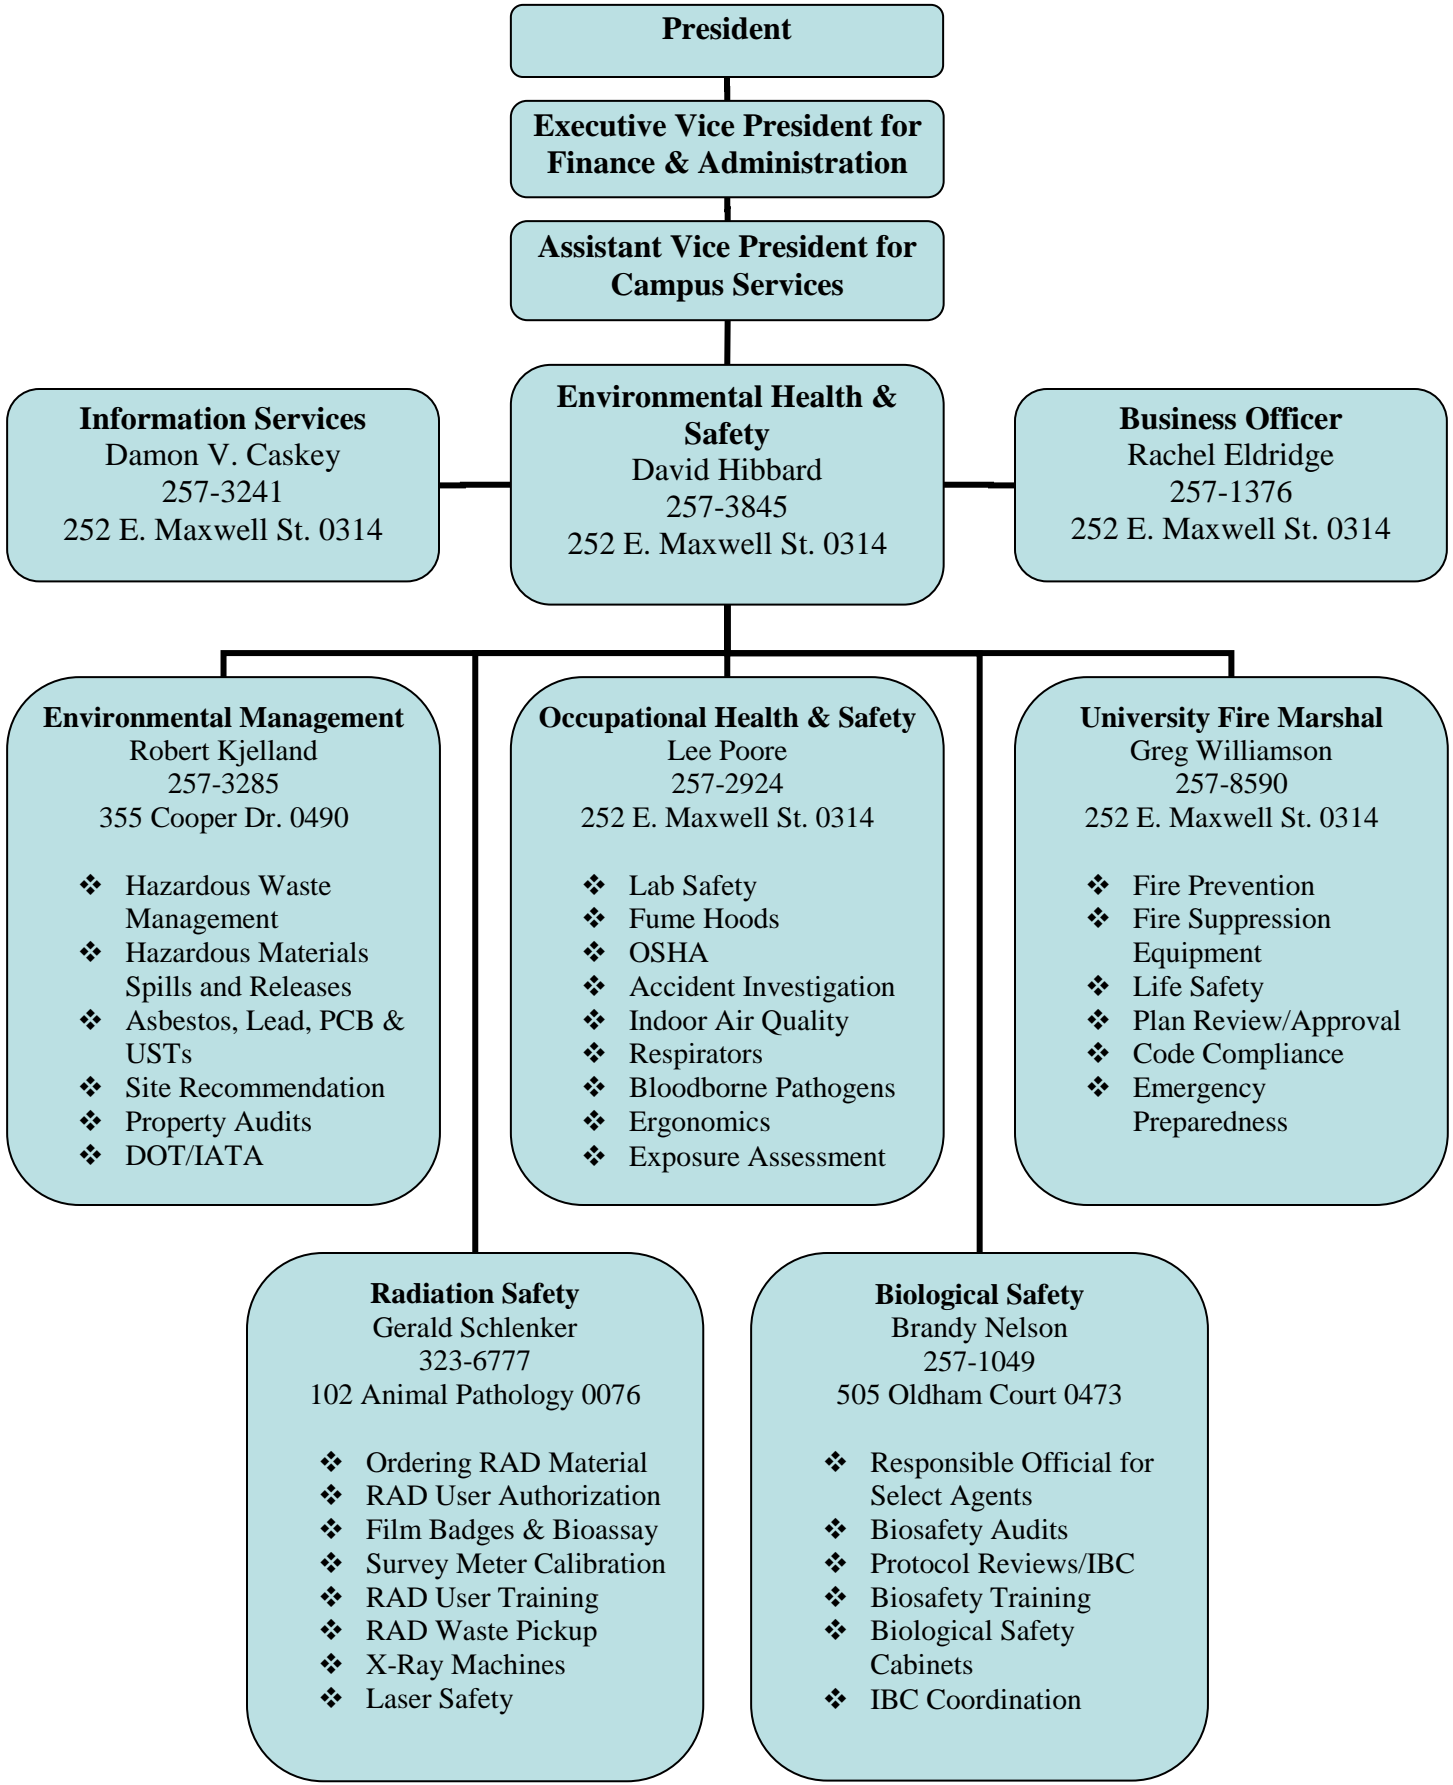 President
Executive Vice President for
Finance & Administration
Assistant Vice President for
Campus Services
Information Services
Damon V. Caskey
257-3241
252 E. Maxwell St. 0314
Environmental Health &
Safety
David Hibbard
257-3845
252 E. Maxwell St. 0314
Business Officer
Rachel Eldridge
257-1376
252 E. Maxwell St. 0314
Environmental Management
Robert Kjelland
257-3285
355 Cooper Dr. 0490
❖ Hazardous Waste
Management
❖ Hazardous Materials
Spills and Releases
❖ Asbestos, Lead, PCB &
USTs
❖ Site Recommendation
❖ Property Audits
❖ DOT/IATA
Occupational Health & Safety
Lee Poore
257-2924
252 E. Maxwell St. 0314
❖ Lab Safety
❖ Fume Hoods
❖ OSHA
❖ Accident Investigation
❖ Indoor Air Quality
❖ Respirators
❖ Bloodborne Pathogens
❖ Ergonomics
❖ Exposure Assessment
University Fire Marshal
Greg Williamson
257-8590
252 E. Maxwell St. 0314
❖ Fire Prevention
❖ Fire Suppression
Equipment
❖ Life Safety
❖ Plan Review/Approval
❖ Code Compliance
❖ Emergency
Preparedness
Radiation Safety
Gerald Schlenker
323-6777
102 Animal Pathology 0076
❖ Ordering RAD Material
❖ RAD User Authorization
❖ Film Badges & Bioassay
❖ Survey Meter Calibration
❖ RAD User Training
❖ RAD Waste Pickup
❖ X-Ray Machines
❖ Laser Safety
Biological Safety
Brandy Nelson
257-1049
505 Oldham Court 0473
❖ Responsible Official for
Select Agents
❖ Biosafety Audits
❖ Protocol Reviews/IBC
❖ Biosafety Training
❖ Biological Safety
Cabinets
❖ IBC Coordination